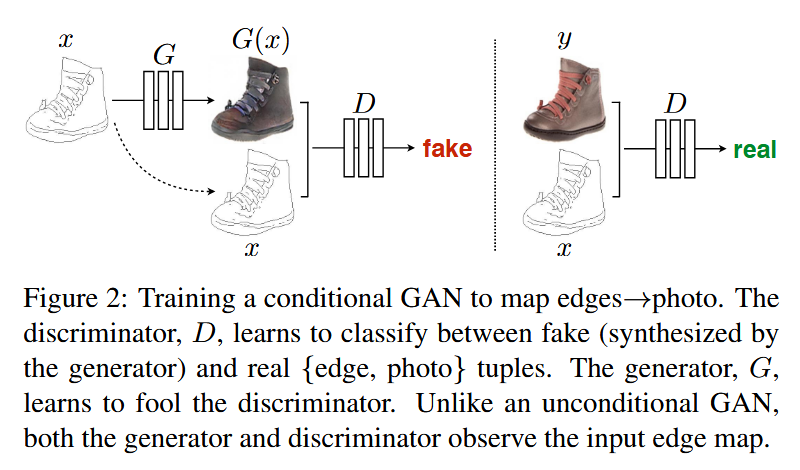 x
G
G(x)
D
fake
x
y
D
real
x
Figure 2: Training a conditional GAN to map edges→photo. The
discriminator, D, learns to classify between fake (synthesized by
the generator) and real {edge, photo} tuples. The generator, G,
learns to fool the discriminator. Unlike an unconditional GAN,
both the generator and discriminator observe the input edge map.